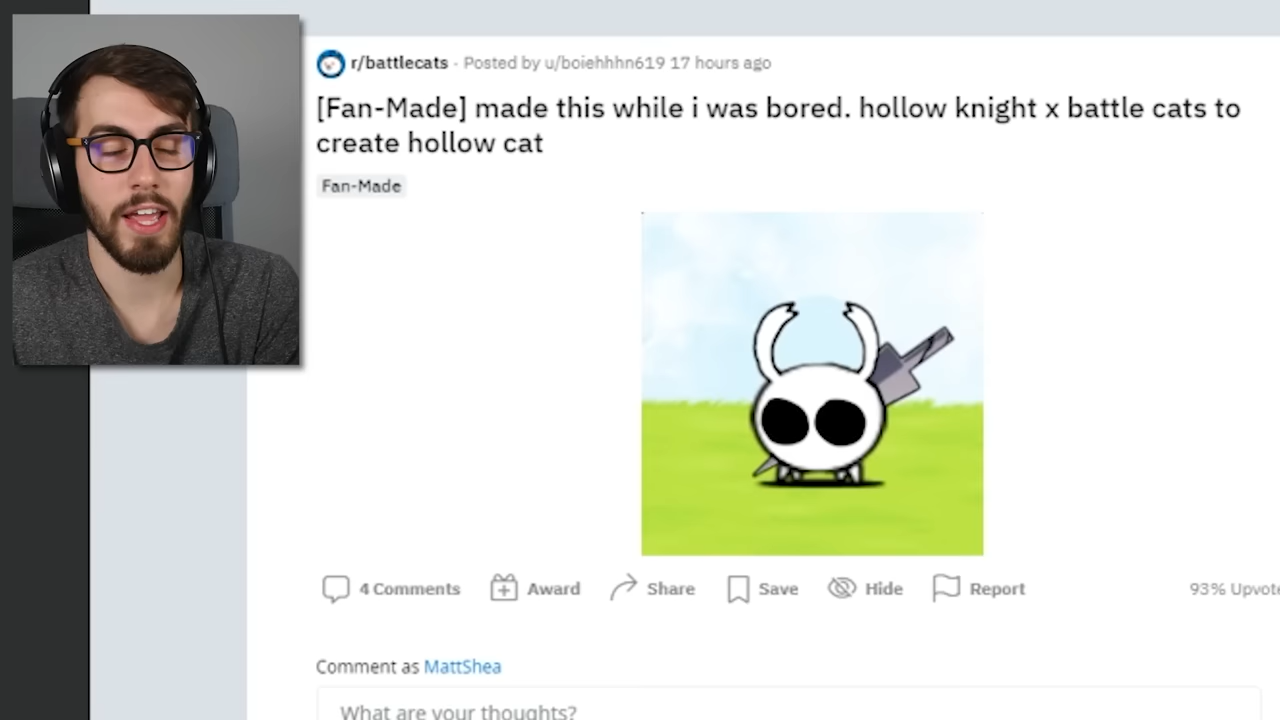 r/battlecats · Posted by u/boiehhhn619 17 hours ago
[Fan-Made] made this while i was bored. hollow knight x battle cats to
create hollow cat
Fan-Made
4 Comments Award Share Save Hide Report 93% Upvote
Comment as MattShea
What are your thoughts?